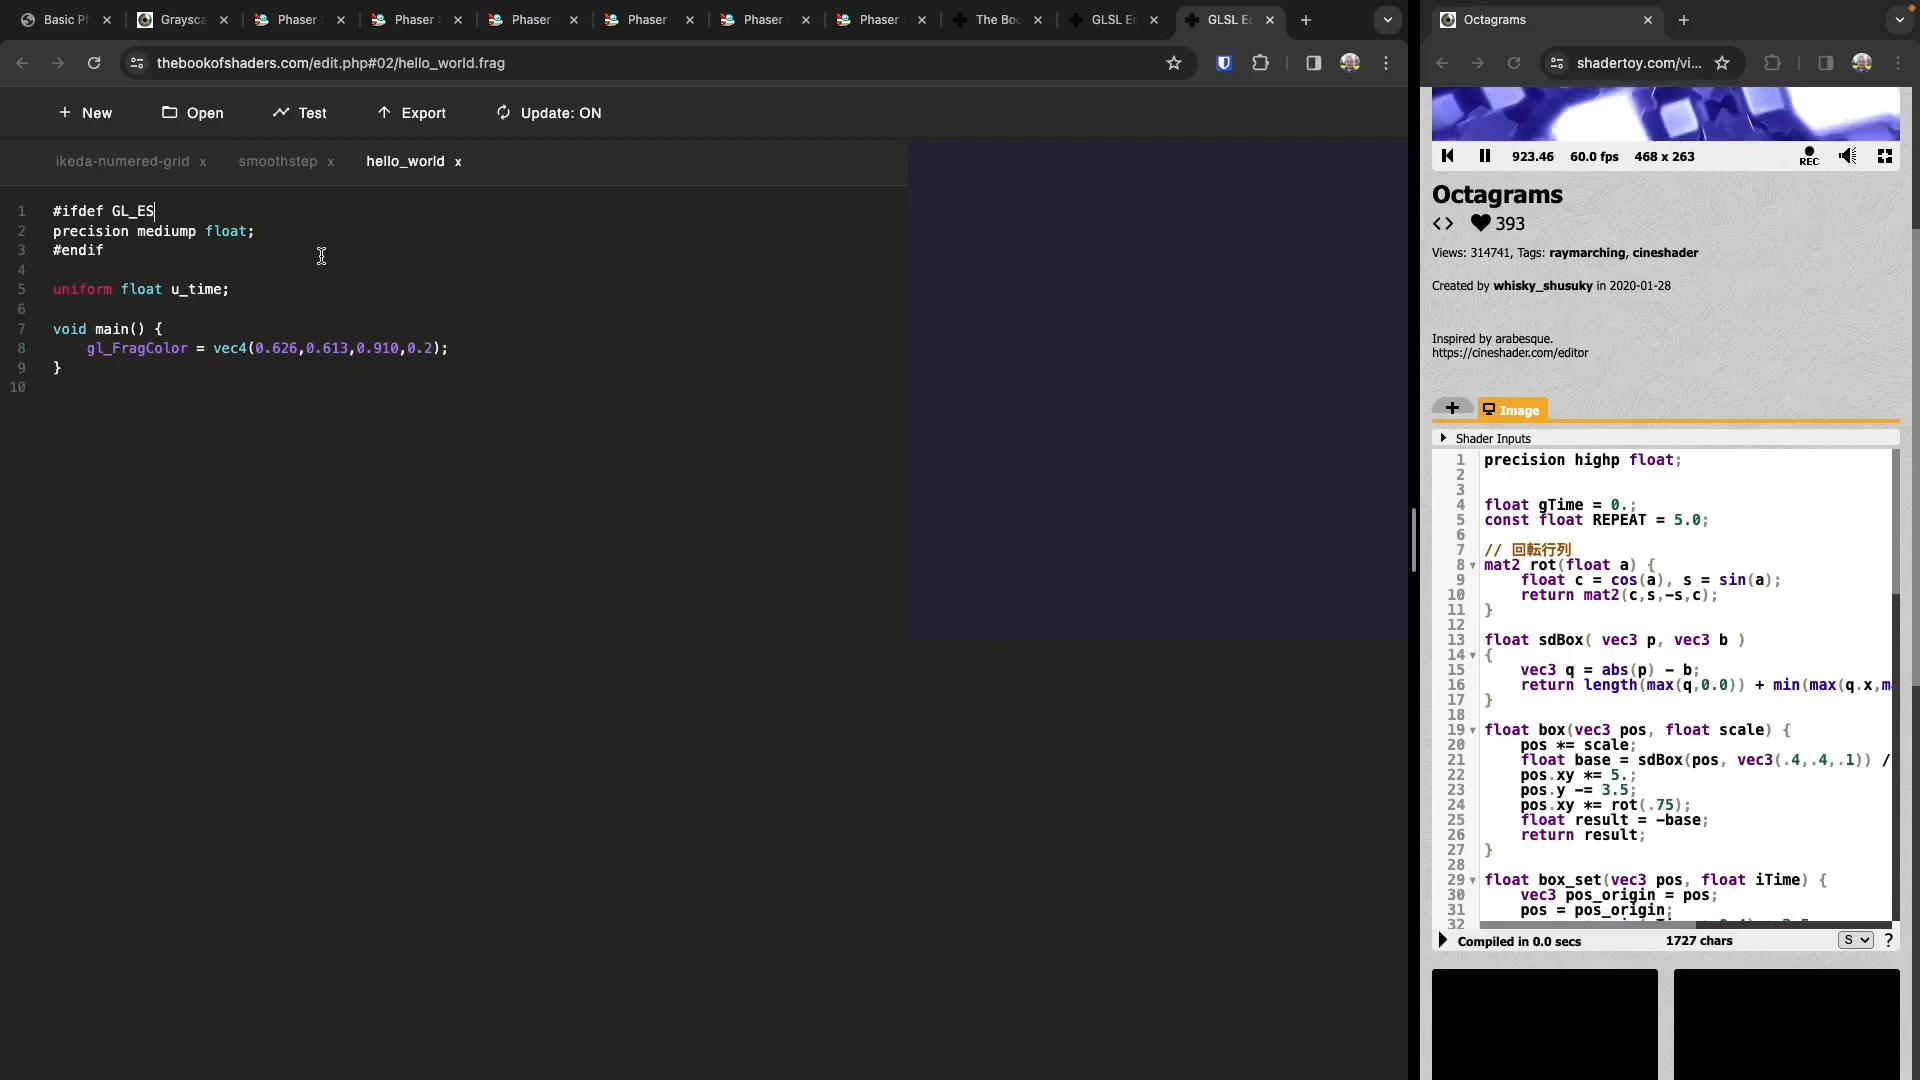 Basic P
Graysca
Phaser
Phaser
Phaser
Phaser
Phaser
Phaser
The Boo
GLSL Ed
GLSL Ed
thebookofshaders.com/edit.php#02/hello_world.frag
New
Open
Test
Export
Update: ON
ikeda-numered-grid x
smoothstep x
hello_world x
1 #ifdef GL_ES
2 precision mediump float;
3 #endif
4
5 uniform float u_time;
6
7 void main() {
8 gl_FragColor = vec4(0.626,0.613,0.910,0.2);
9 }
10
Octagrams
shadertoy.com/vi...
923.46 60.0 fps 468 x 263
REC
Octagrams
<> 393
Views: 314741, Tags: raymarching, cineshader
Created by whisky_shusuky in 2020-01-28
Inspired by arabesque.
https://cineshader.com/editor
+ Image
Shader Inputs
1 precision highp float;
2
3
4 float gTime = 0.;
5 const float REPEAT = 5.0;
6
7 // 回転行列
8 mat2 rot(float a) {
9 float c = cos(a), s = sin(a);
10 return mat2(c,s,-s,c);
11 }
12
13 float sdBox( vec3 p, vec3 b )
14 {
15 vec3 q = abs(p) - b;
16 return length(max(q,0.0)) + min(max(q.x,m
17 }
18
19 float box(vec3 pos, float scale) {
20 pos *= scale;
21 float base = sdBox(pos, vec3(.4,.4,.1)) /
22 pos.xy *= 5.;
23 pos.y -= 3.5;
24 pos.xy *= rot(.75);
25 float result = -base;
26 return result;
27 }
28
29 float box_set(vec3 pos, float iTime) {
30 vec3 pos_origin = pos;
31 pos = pos_origin;
32
Compiled in 0.0 secs 1727 chars S ?